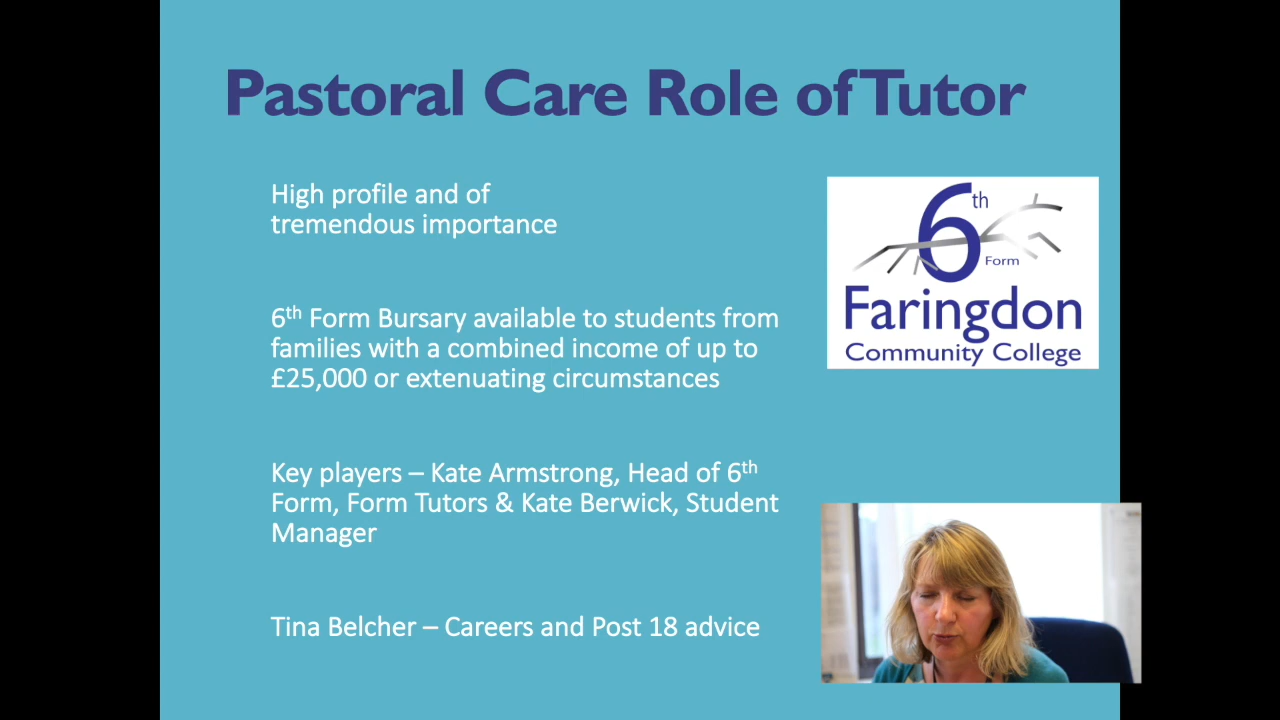 Pastoral Care Role of Tutor
High profile and of
tremendous importance
6th Form Bursary available to students from
families with a combined income of up to
£25,000 or extenuating circumstances
Key players – Kate Armstrong, Head of 6th
Form, Form Tutors & Kate Berwick, Student
Manager
Tina Belcher – Careers and Post 18 advice
6th
Form
Faringdon
Community College